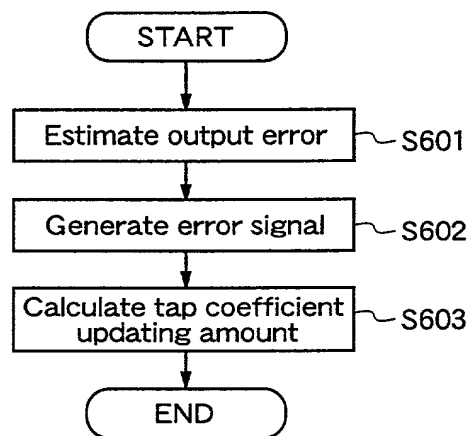 START
Estimate output error
S601
Generate error signal
S602
Calculate tap coefficient
updating amount
S603
END